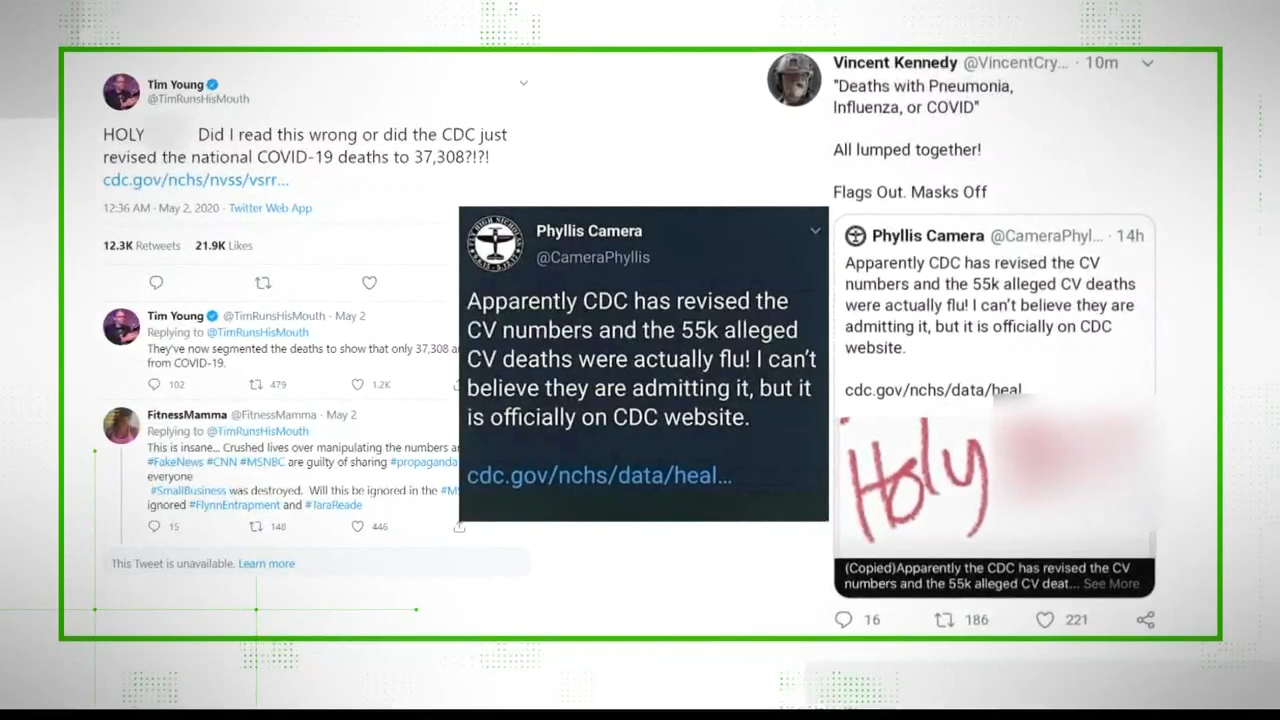 Tim Young
@TimRunsHisMouth
HOLY Did I read this wrong or did the CDC just
revised the national COVID-19 deaths to 37,308?!?!
cdc.gov/nchs/nvss/vsrr...
12:36 AM · May 2, 2020 · Twitter Web App
12.3K Retweets 21.9K Likes
Tim Young @TimRunsHisMouth · May 2
Replying to @TimRunsHisMouth
They've now segmented the deaths to show that only 37,308
from COVID-19.
102 479 1.2K
FitnessMamma @FitnessMamma · May 2
Replying to @TimRunsHisMouth
This is insane... Crushed lives over manipulating the numbers
#FakeNews #CNN #MSNBC are guilty of sharing #propaganda
everyone
#SmallBusiness was destroyed. Will this be ignored in the
ignored #FlynnEntrapment and #TaraReade
15 140 446
This Tweet is unavailable. Learn more
Phyllis Camera
@CameraPhyllis
Apparently CDC has revised the
CV numbers and the 55k alleged
CV deaths were actually flu! I can't
believe they are admitting it, but it
is officially on CDC website.
cdc.gov/nchs/data/heal...
Vincent Kennedy @VincentCry... · 10m
"Deaths with Pneumonia,
Influenza, or COVID"
All lumped together!
Flags Out. Masks Off
Phyllis Camera @CameraPhyl... · 14h
Apparently CDC has revised the CV
numbers and the 55k alleged CV deaths
were actually flu! I can't believe they are
admitting it, but it is officially on CDC
website.
cdc.gov/nchs/data/heal
Holy
(Copied)Apparently the CDC has revised the CV
numbers and the 55k alleged CV deat... See More
16 186 221